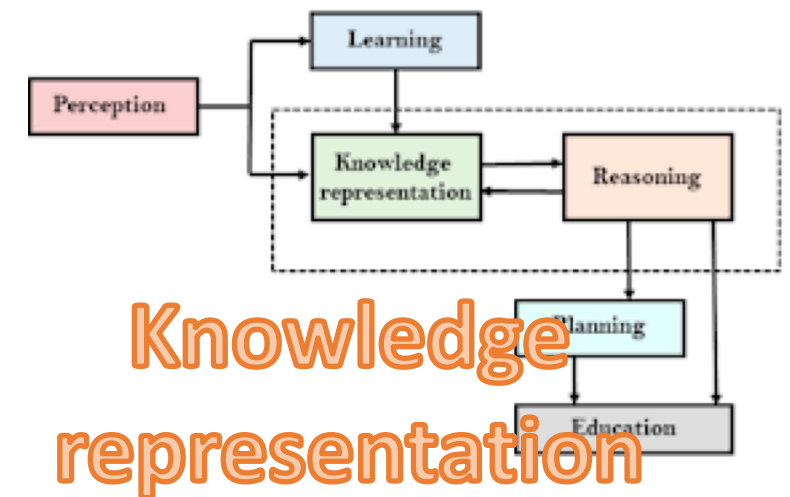 Learning
Perception
Knowledge
representation
Reasoning
Planning
Education
Knowledge
representation